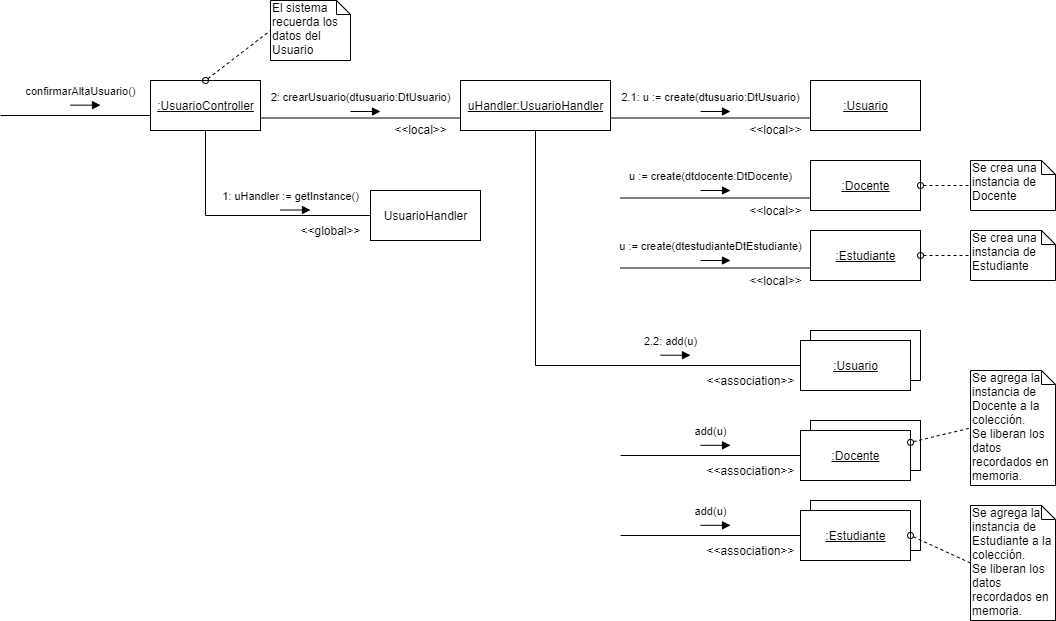 El sistema
recuerda los
datos del
Usuario
confirmarAltaUsuario()
:UsuarioController
2: crearUsuario(dtusuario:DtUsuario)
<<local>>
uHandler:UsuarioHandler
2.1: u := create(dtusuario:DtUsuario)
<<local>>
:Usuario
1: uHandler := getInstance()
<<global>>
UsuarioHandler
u := create(dtdocente:DtDocente)
<<local>>
:Docente
Se crea una
instancia de
Docente
u := create(dtestudianteDtEstudiante)
<<local>>
:Estudiante
Se crea una
instancia de
Estudiante
2.2: add(u)
<<association>>
:Usuario
add(u)
<<association>>
:Docente
Se agrega la
instancia de
Docente a la
colección.
Se liberan los
datos
recordados en
memoria.
add(u)
<<association>>
:Estudiante
Se agrega la
instancia de
Estudiante a la
colección.
Se liberan los
datos
recordados en
memoria.